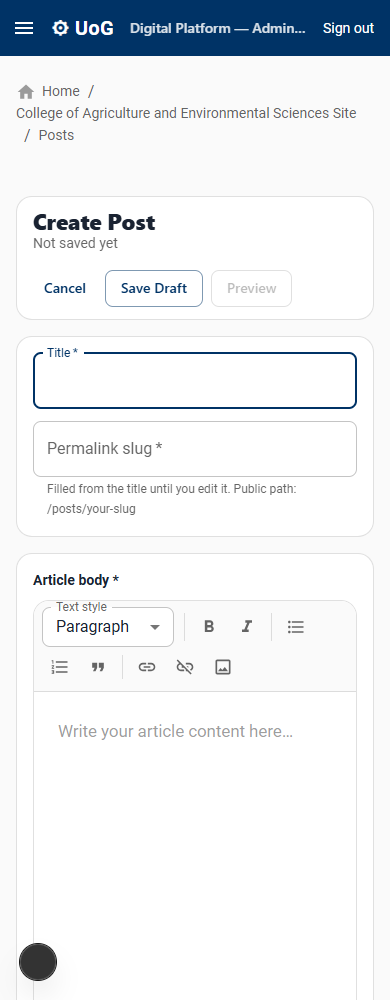 UoG
Digital Platform — Admin...
Sign out
Home /
College of Agriculture and Environmental Sciences Site
/ Posts
Create Post
Not saved yet
Cancel
Save Draft
Preview
Title *
Permalink slug *
Filled from the title until you edit it. Public path:
/posts/your-slug
Article body *
Text style
Paragraph
B I
Write your article content here...